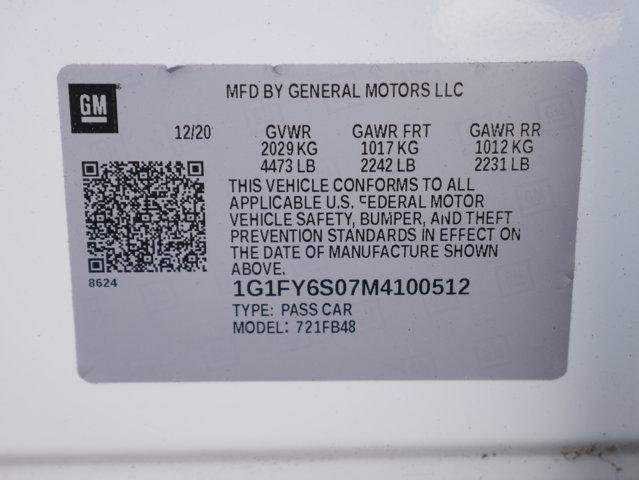 GM
MFD BY GENERAL MOTORS LLC
12/20 GVWR GAWR FRT GAWR RR
2029 KG 1017 KG 1012 KG
4473 LB 2242 LB 2231 LB
THIS VEHICLE CONFORMS TO ALL
APPLICABLE U.S. FEDERAL MOTOR
VEHICLE SAFETY, BUMPER, AND THEFT
PREVENTION STANDARDS IN EFFECT ON
THE DATE OF MANUFACTURE SHOWN
ABOVE.
8624
1G1FY6S07M4100512
TYPE: PASS CAR
MODEL: 721FB48